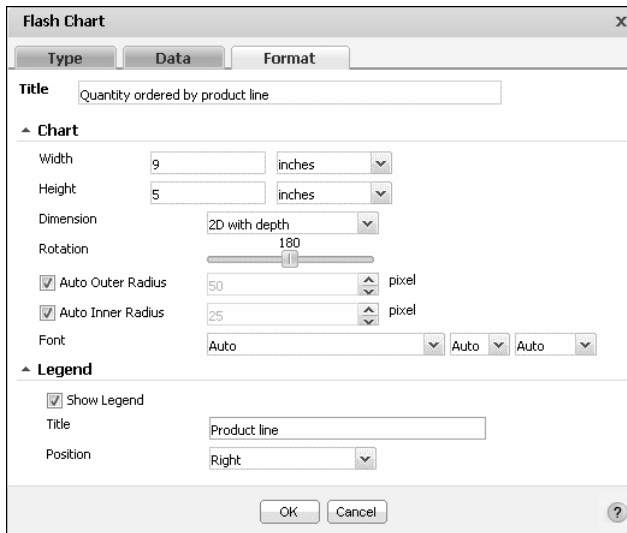 Flash Chart x
Type Data Format
Title Quantity ordered by product line
Chart
Width 9 inches
Height 5 inches
Dimension 2D with depth
180
Rotation
Auto Outer Radius 50 pixel
Auto Inner Radius 25 pixel
Font Auto Auto Auto
Legend
Show Legend
Title Product line
Position Right
OK Cancel ?